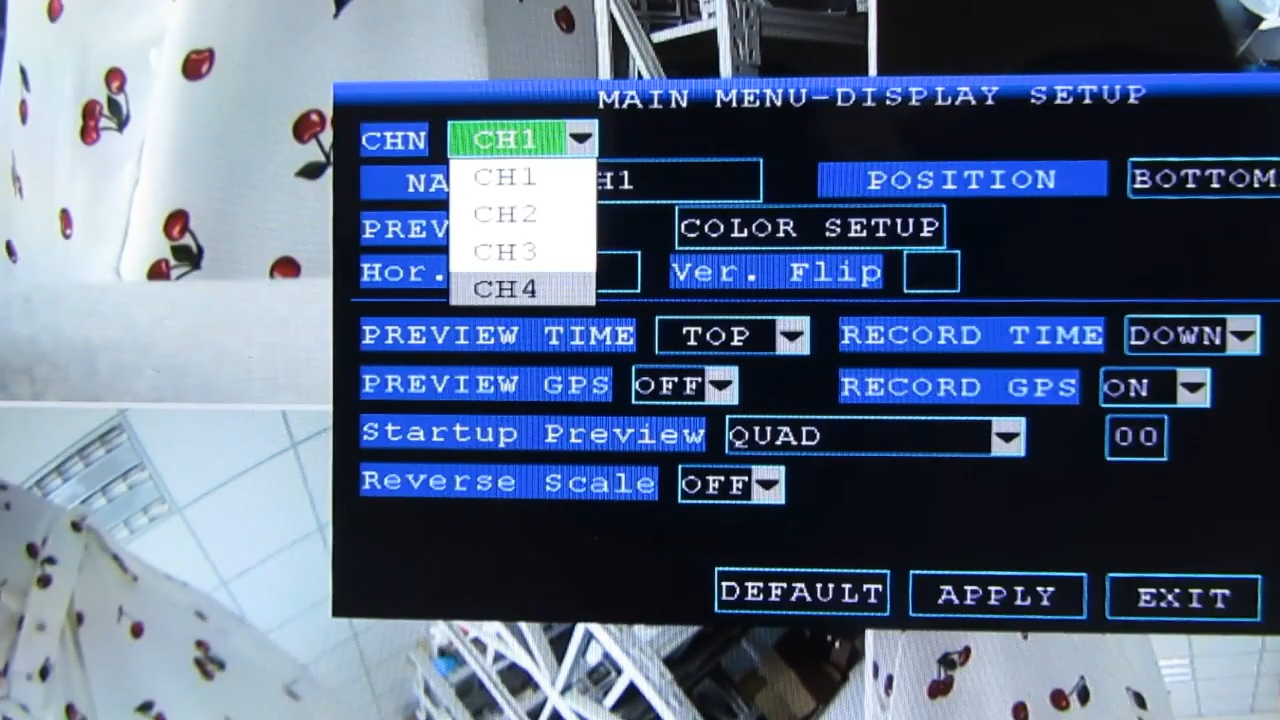 MAIN MENU-DISPLAY SETUP
CHN CH1
CH1
CH2
CH3
CH4
NA H1 POSITION BOTTOM
PREV COLOR SETUP
Hor. Ver. Flip
PREVIEW TIME TOP RECORD TIME DOWN
PREVIEW GPS OFF RECORD GPS ON
Startup Preview QUAD 00
Reverse Scale OFF
DEFAULT APPLY EXIT